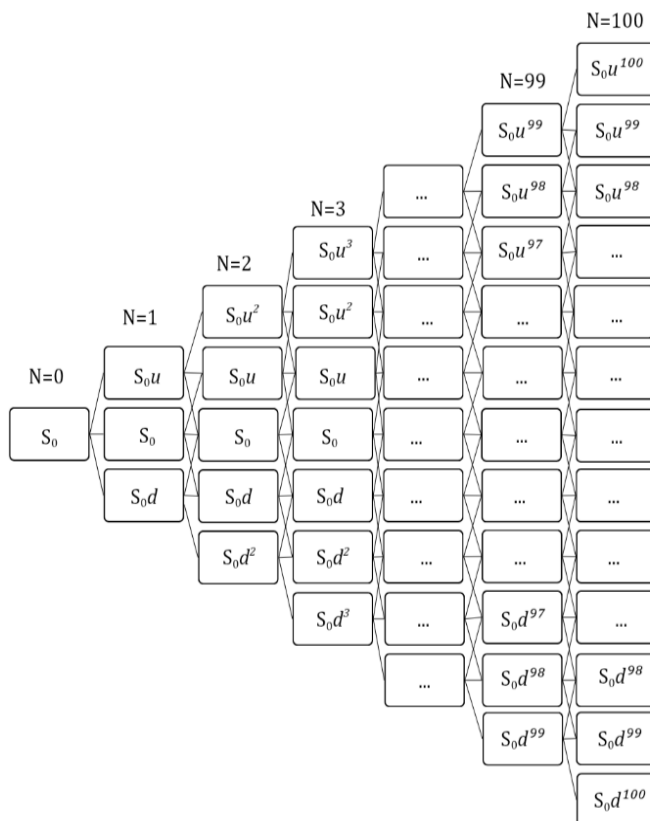 N=0
S₀
N=1
S₀u
S₀
S₀d
N=2
S₀u²
S₀u
S₀
S₀d
S₀d²
N=3
S₀u³
S₀u²
S₀u
S₀
S₀d
S₀d²
S₀d³
...
...
...
...
...
...
...
...
...
N=99
S₀u⁹⁹
S₀u⁹⁸
S₀u⁹⁷
...
...
...
...
...
S₀d⁹⁷
S₀d⁹⁸
S₀d⁹⁹
N=100
S₀u¹⁰⁰
S₀u⁹⁹
S₀u⁹⁸
...
...
...
...
...
...
...
S₀d⁹⁸
S₀d⁹⁹
S₀d¹⁰⁰